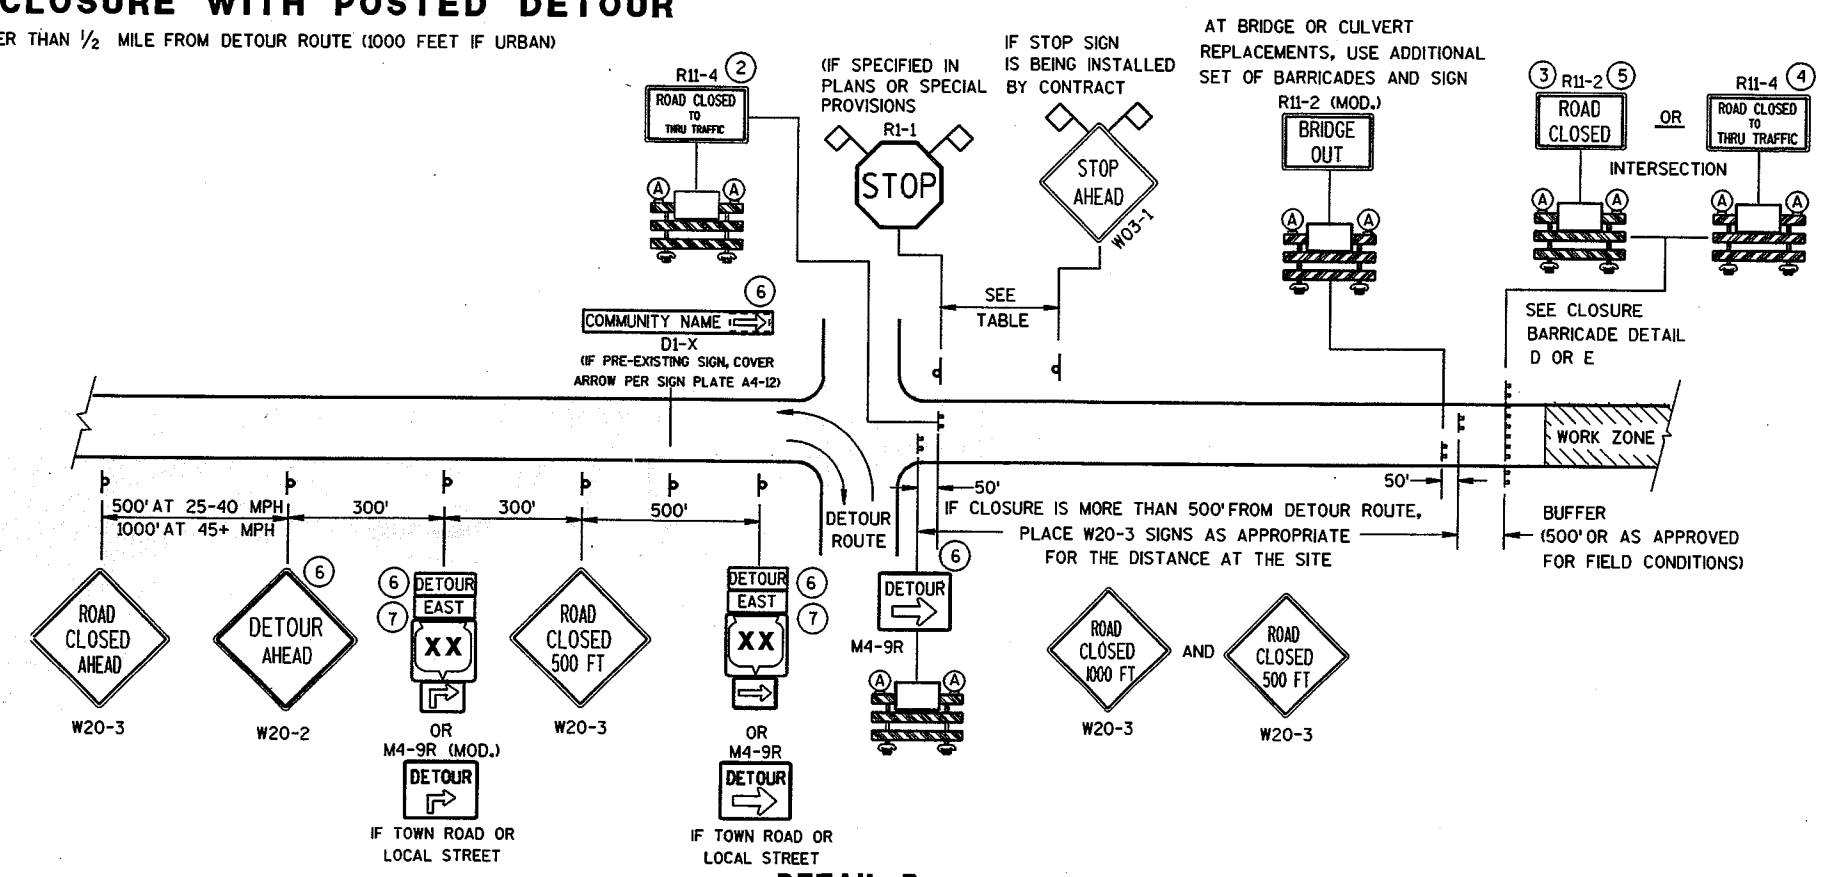 CLOSURE WITH POSTED DETOUR
ER THAN 1/2 MILE FROM DETOUR ROUTE (1000 FEET IF URBAN)
R11-4 2
ROAD CLOSED
TO
THRU TRAFFIC
A A
(IF SPECIFIED IN
PLANS OR SPECIAL
PROVISIONS
R1-1
STOP
IF STOP SIGN
IS BEING INSTALLED
BY CONTRACT
STOP
AHEAD
W03-1
AT BRIDGE OR CULVERT
REPLACEMENTS, USE ADDITIONAL
SET OF BARRICADES AND SIGN
R11-2 (MOD.)
BRIDGE
OUT
A A
3 R11-2 5
ROAD
CLOSED
OR
R11-4 4
ROAD CLOSED
TO
THRU TRAFFIC
INTERSECTION
A A
A A
SEE
TABLE
SEE CLOSURE
BARRICADE DETAIL
D OR E
6
COMMUNITY NAME
D1-X
(IF PRE-EXISTING SIGN, COVER
ARROW PER SIGN PLATE A4-12)
WORK ZONE
500' AT 25-40 MPH
1000' AT 45+ MPH
300'
300'
500'
DETOUR
ROUTE
50'
IF CLOSURE IS MORE THAN 500' FROM DETOUR ROUTE,
PLACE W20-3 SIGNS AS APPROPRIATE
FOR THE DISTANCE AT THE SITE
50'
BUFFER
(500' OR AS APPROVED
FOR FIELD CONDITIONS)
ROAD
CLOSED
AHEAD
W20-3
6
DETOUR
AHEAD
W20-2
6
DETOUR
7
EAST
XX
OR
M4-9R (MOD.)
DETOUR
IF TOWN ROAD OR
LOCAL STREET
ROAD
CLOSED
500 FT
W20-3
DETOUR
6
EAST
7
XX
OR
M4-9R
DETOUR
IF TOWN ROAD OR
LOCAL STREET
6
DETOUR
M4-9R
A A
ROAD
CLOSED
1000 FT
W20-3
AND
ROAD
CLOSED
500 FT
W20-3